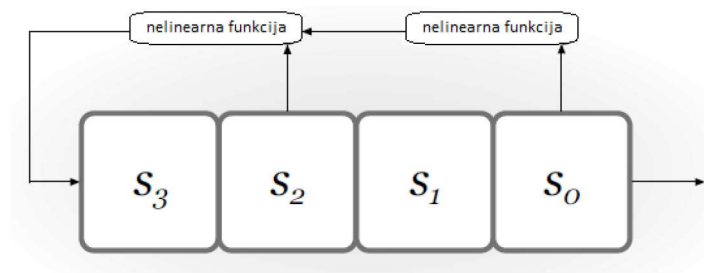 nelinearna funkcija nelinearna funkcija
s₃ s₂ s₁ s₀